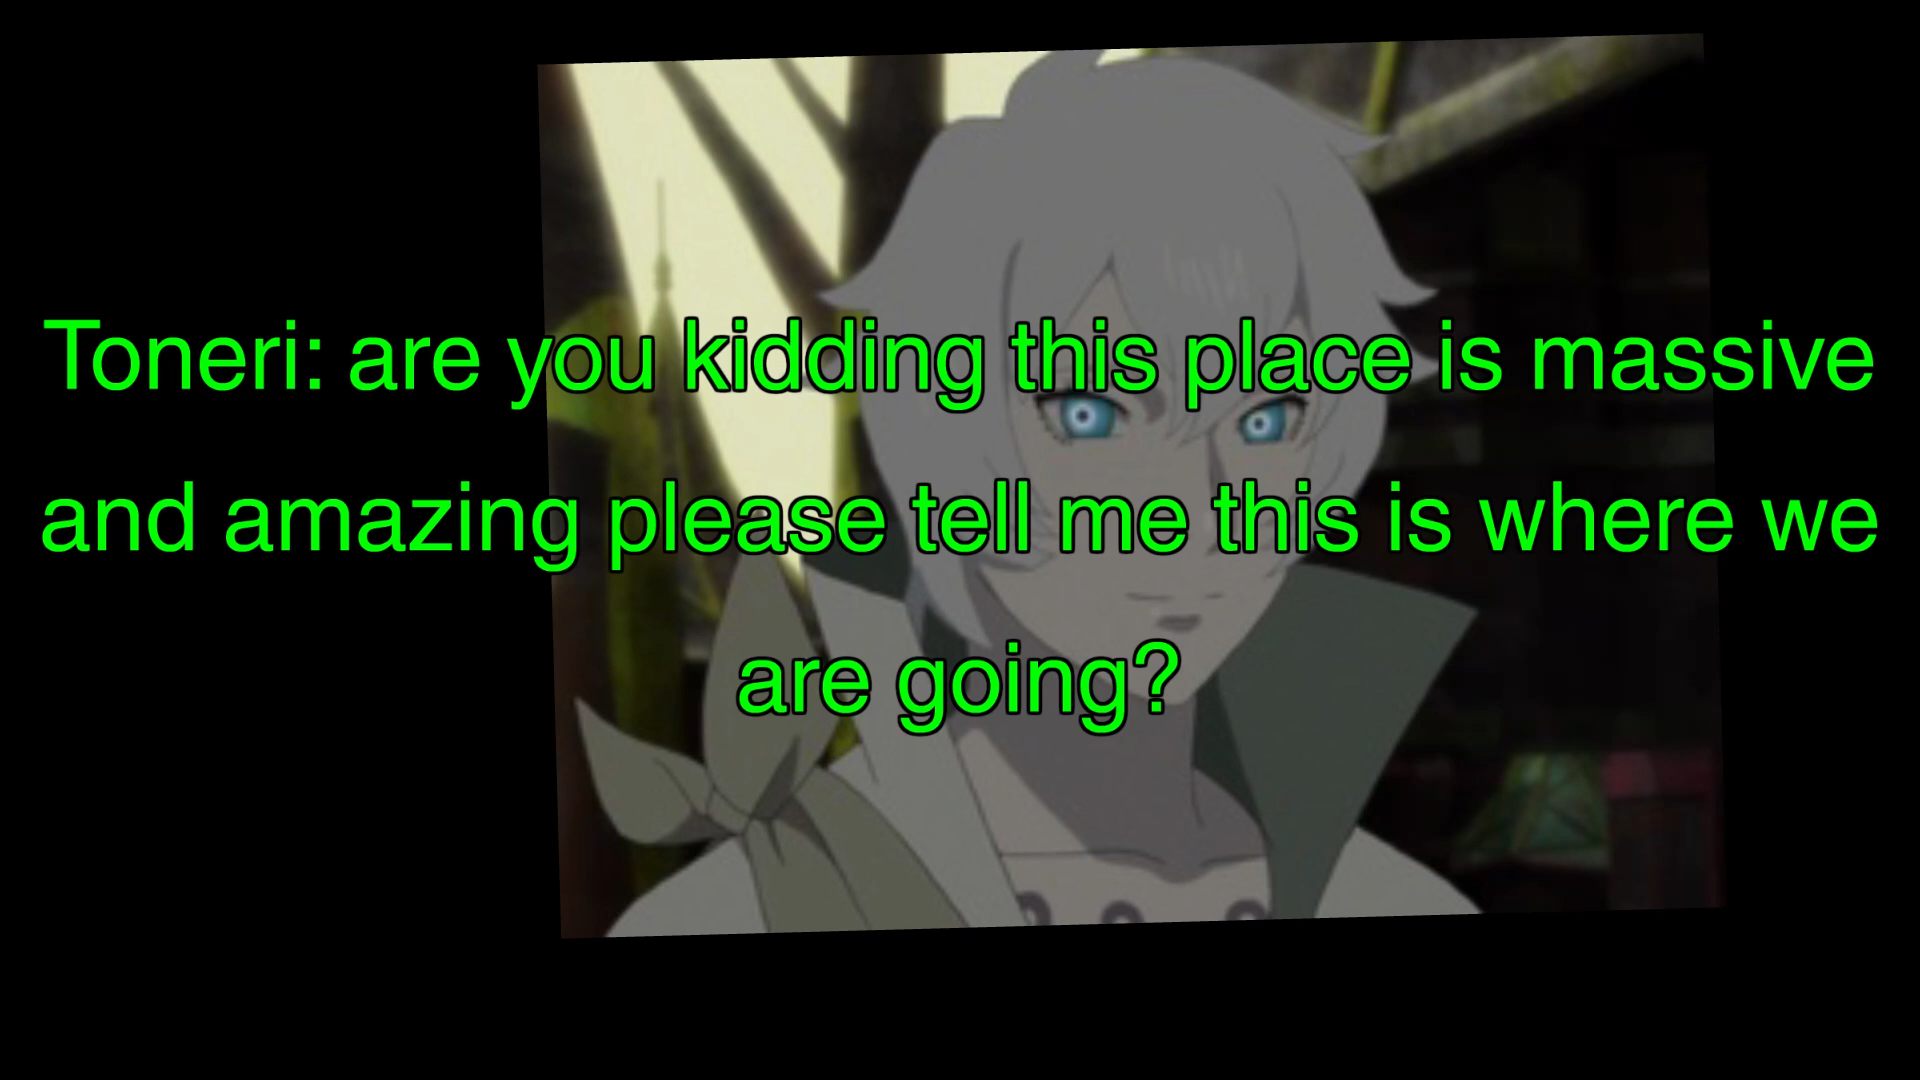 Toneri: are you kidding this place is massive
and amazing please tell me this is where we
are going?